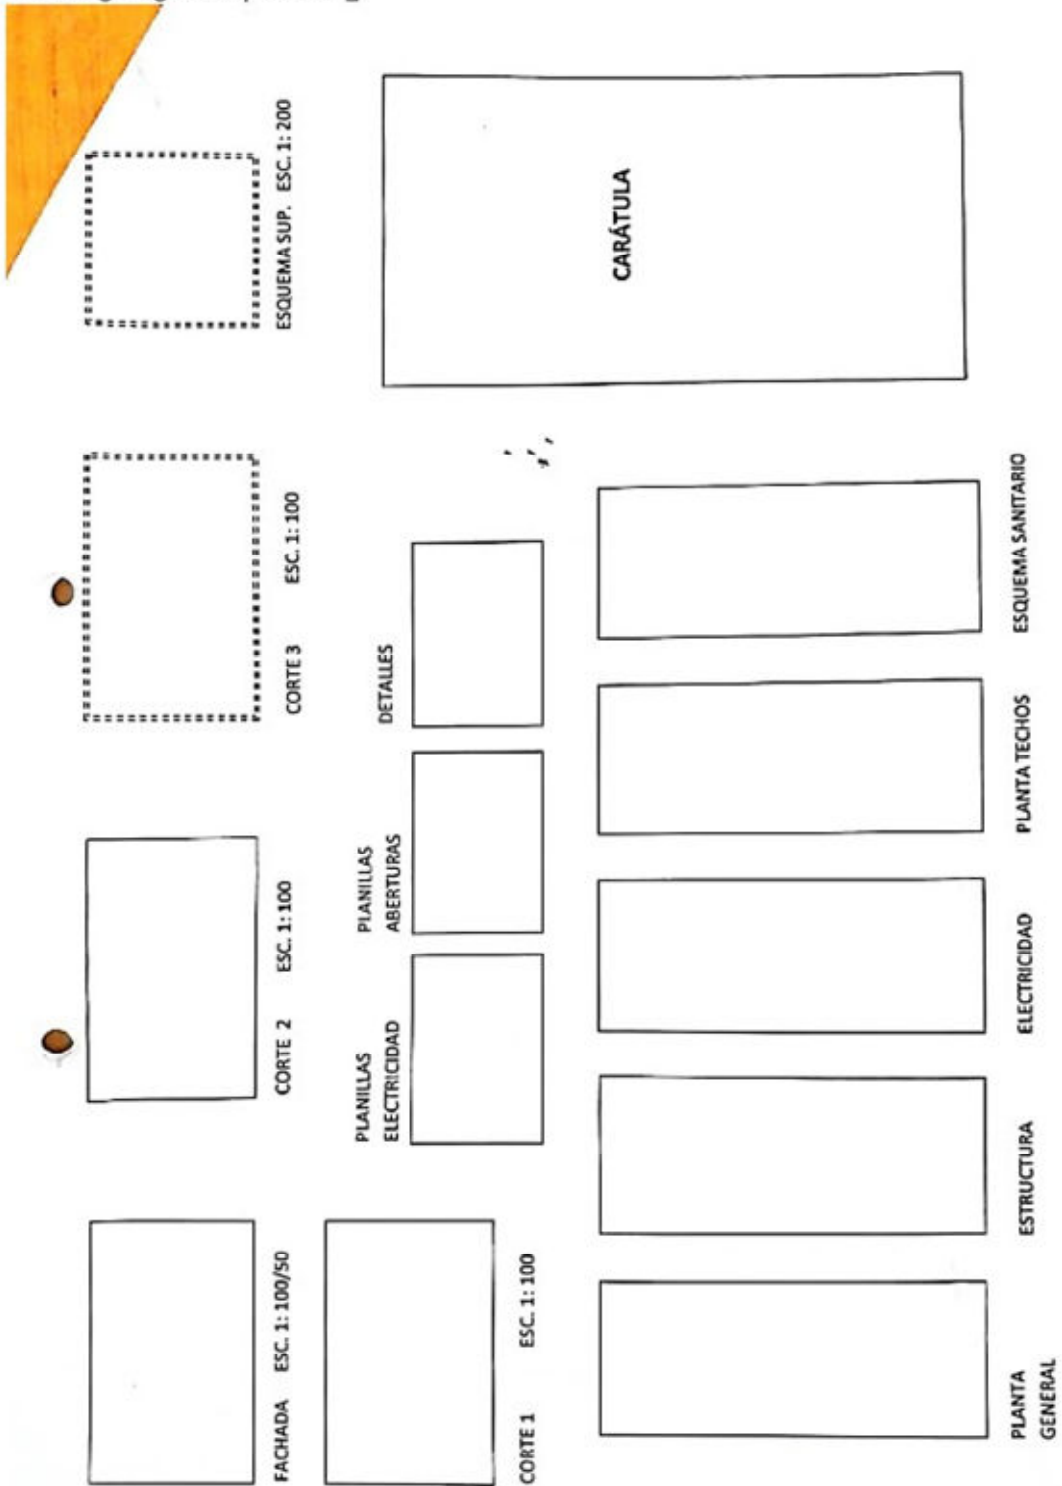 FACHADA ESC. 1: 100/50
CORTE 2 ESC. 1: 100
CORTE 3 ESC. 1: 100
ESQUEMA SUP. ESC. 1: 200
CORTE 1 ESC. 1: 100
PLANILLAS
ELECTRICIDAD
PLANILLAS
ABERTURAS
DETALLES
CARÁTULA
PLANTA
GENERAL
ESTRUCTURA
ELECTRICIDAD
PLANTA TECHOS
ESQUEMA SANITARIO